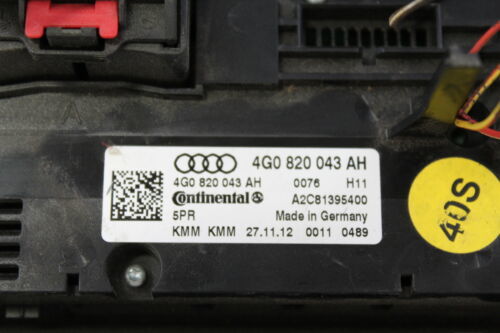 4G0 820 043 AH
4G0 820 043 AH 0076 H11
Continental A2C81395400
5PR Made in Germany
KMM KMM 27.11.12 0011 0489
40S
A